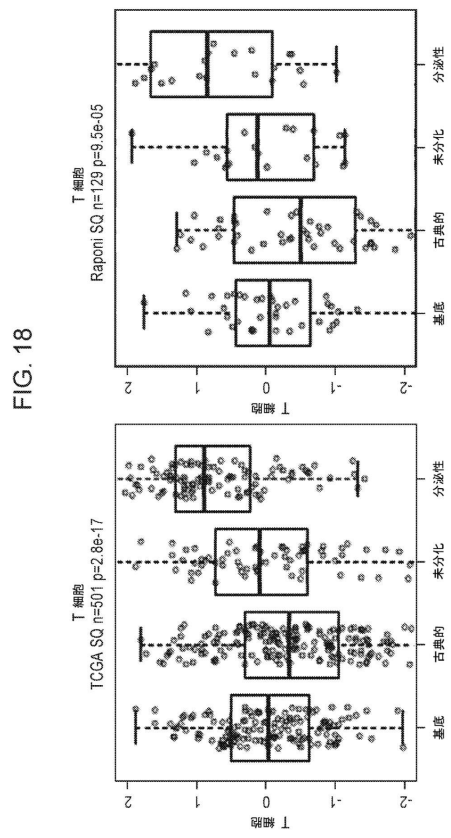 FIG. 18
T 細胞
TCGA SQ n=501 p=2.8e-17
T 細胞
2
1
0
-1
-2
基底
古典的
未分化
分泌性
T 細胞
Raponi SQ n=129 p=9.5e-05
T 細胞
2
1
0
-1
-2
基底
古典的
未分化
分泌性